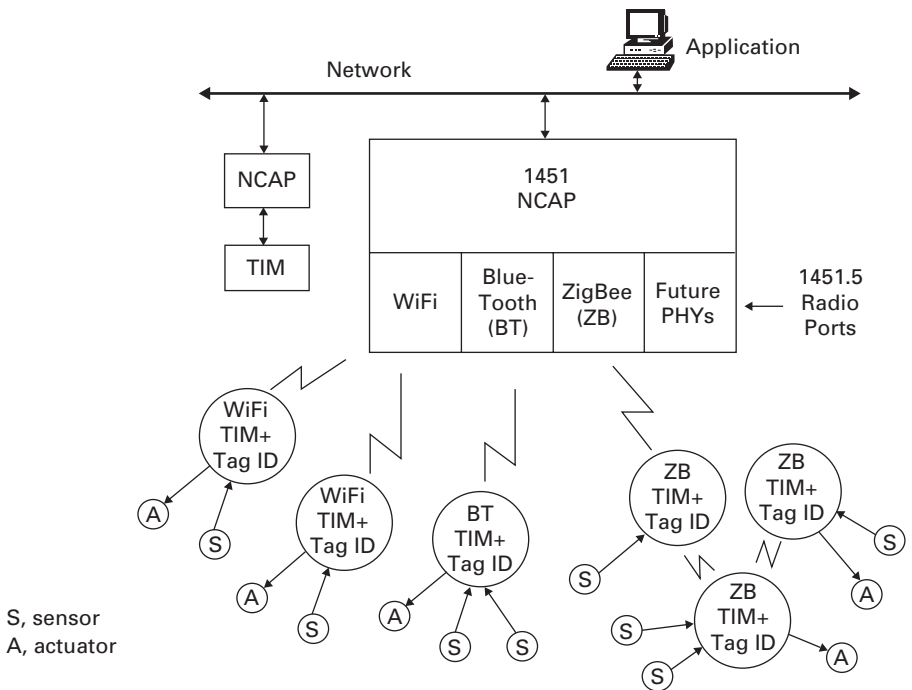 Application
Network
NCAP
TIM
1451
NCAP
WiFi
Blue-
Tooth
(BT)
ZigBee
(ZB)
Future
PHYs
1451.5
Radio
Ports
WiFi
TIM+
Tag ID
A
S
WiFi
TIM+
Tag ID
A
S
BT
TIM+
Tag ID
A
S
S
ZB
TIM+
Tag ID
S
ZB
TIM+
Tag ID
S
A
ZB
TIM+
Tag ID
S
S
A
S, sensor
A, actuator